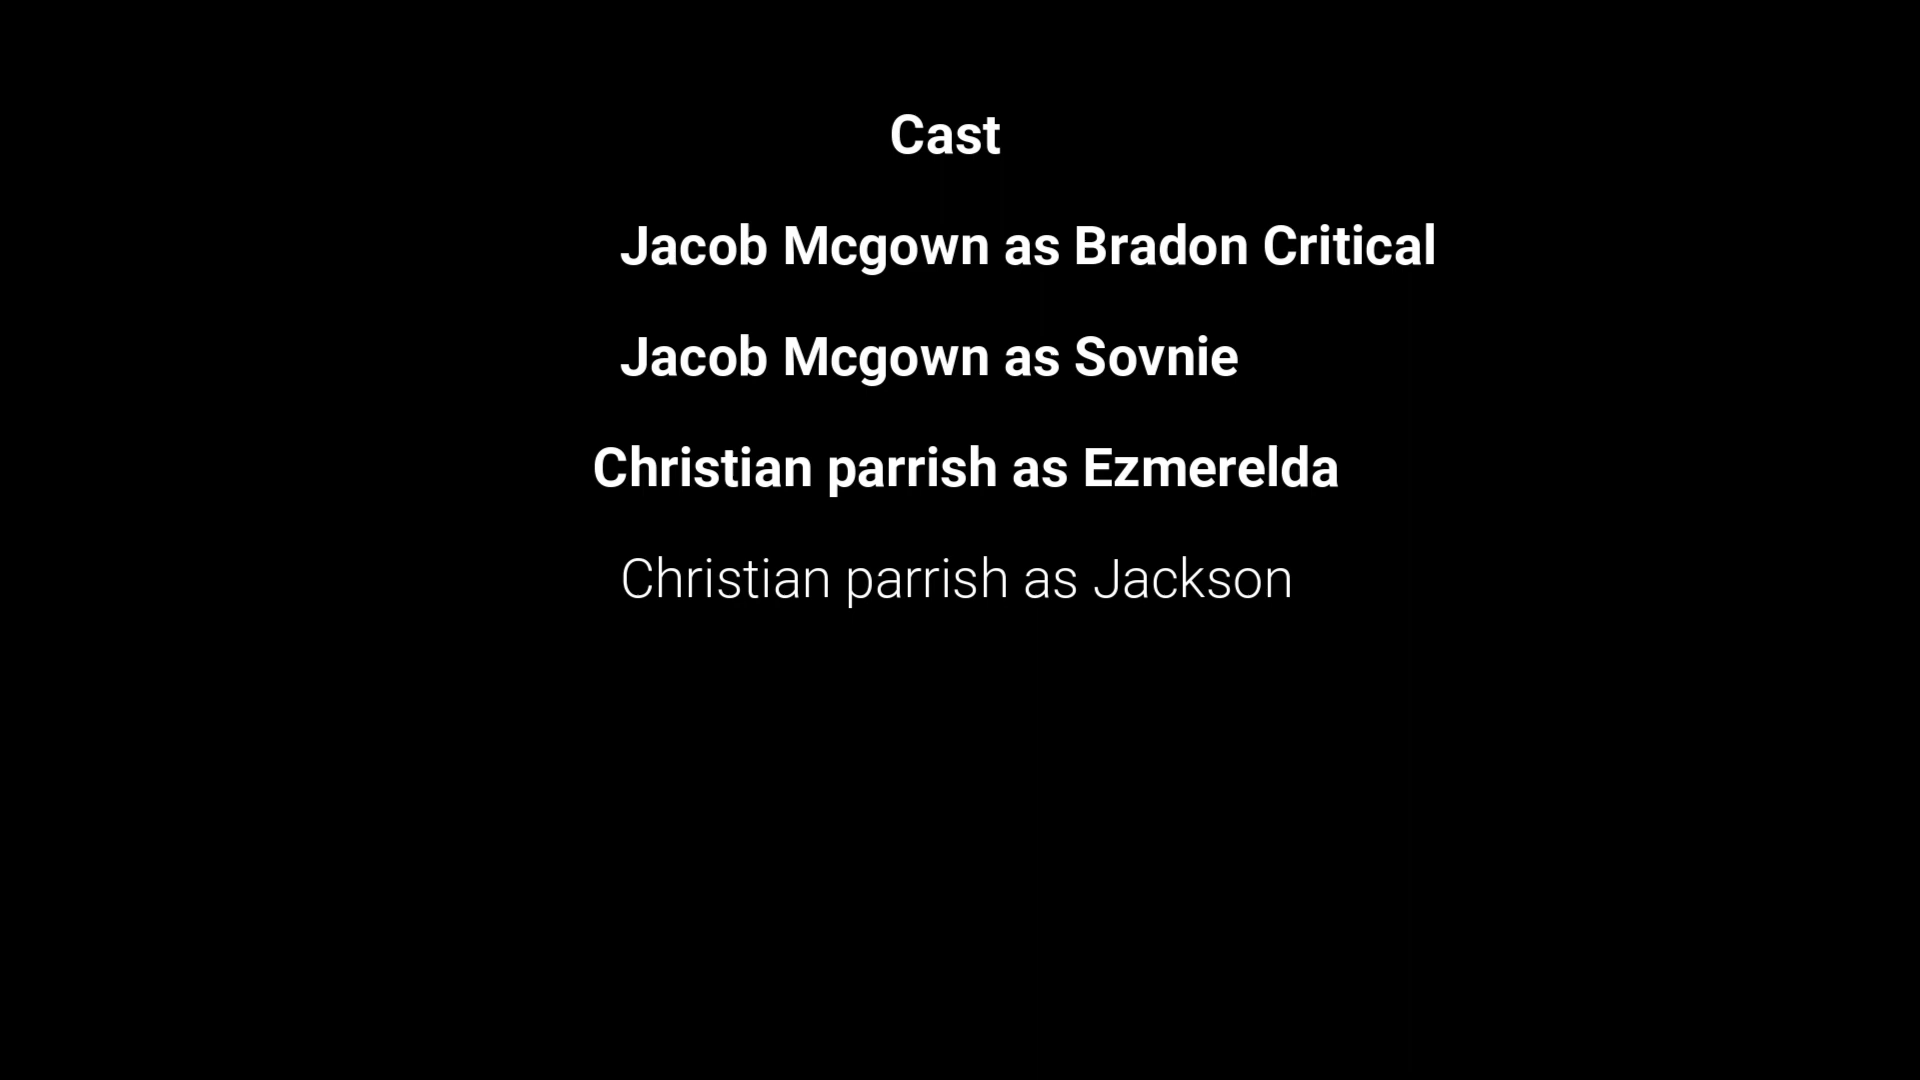 Cast
Jacob Mcgown as Bradon Critical
Jacob Mcgown as Sovnie
Christian parrish as Ezmerelda
Christian parrish as Jackson